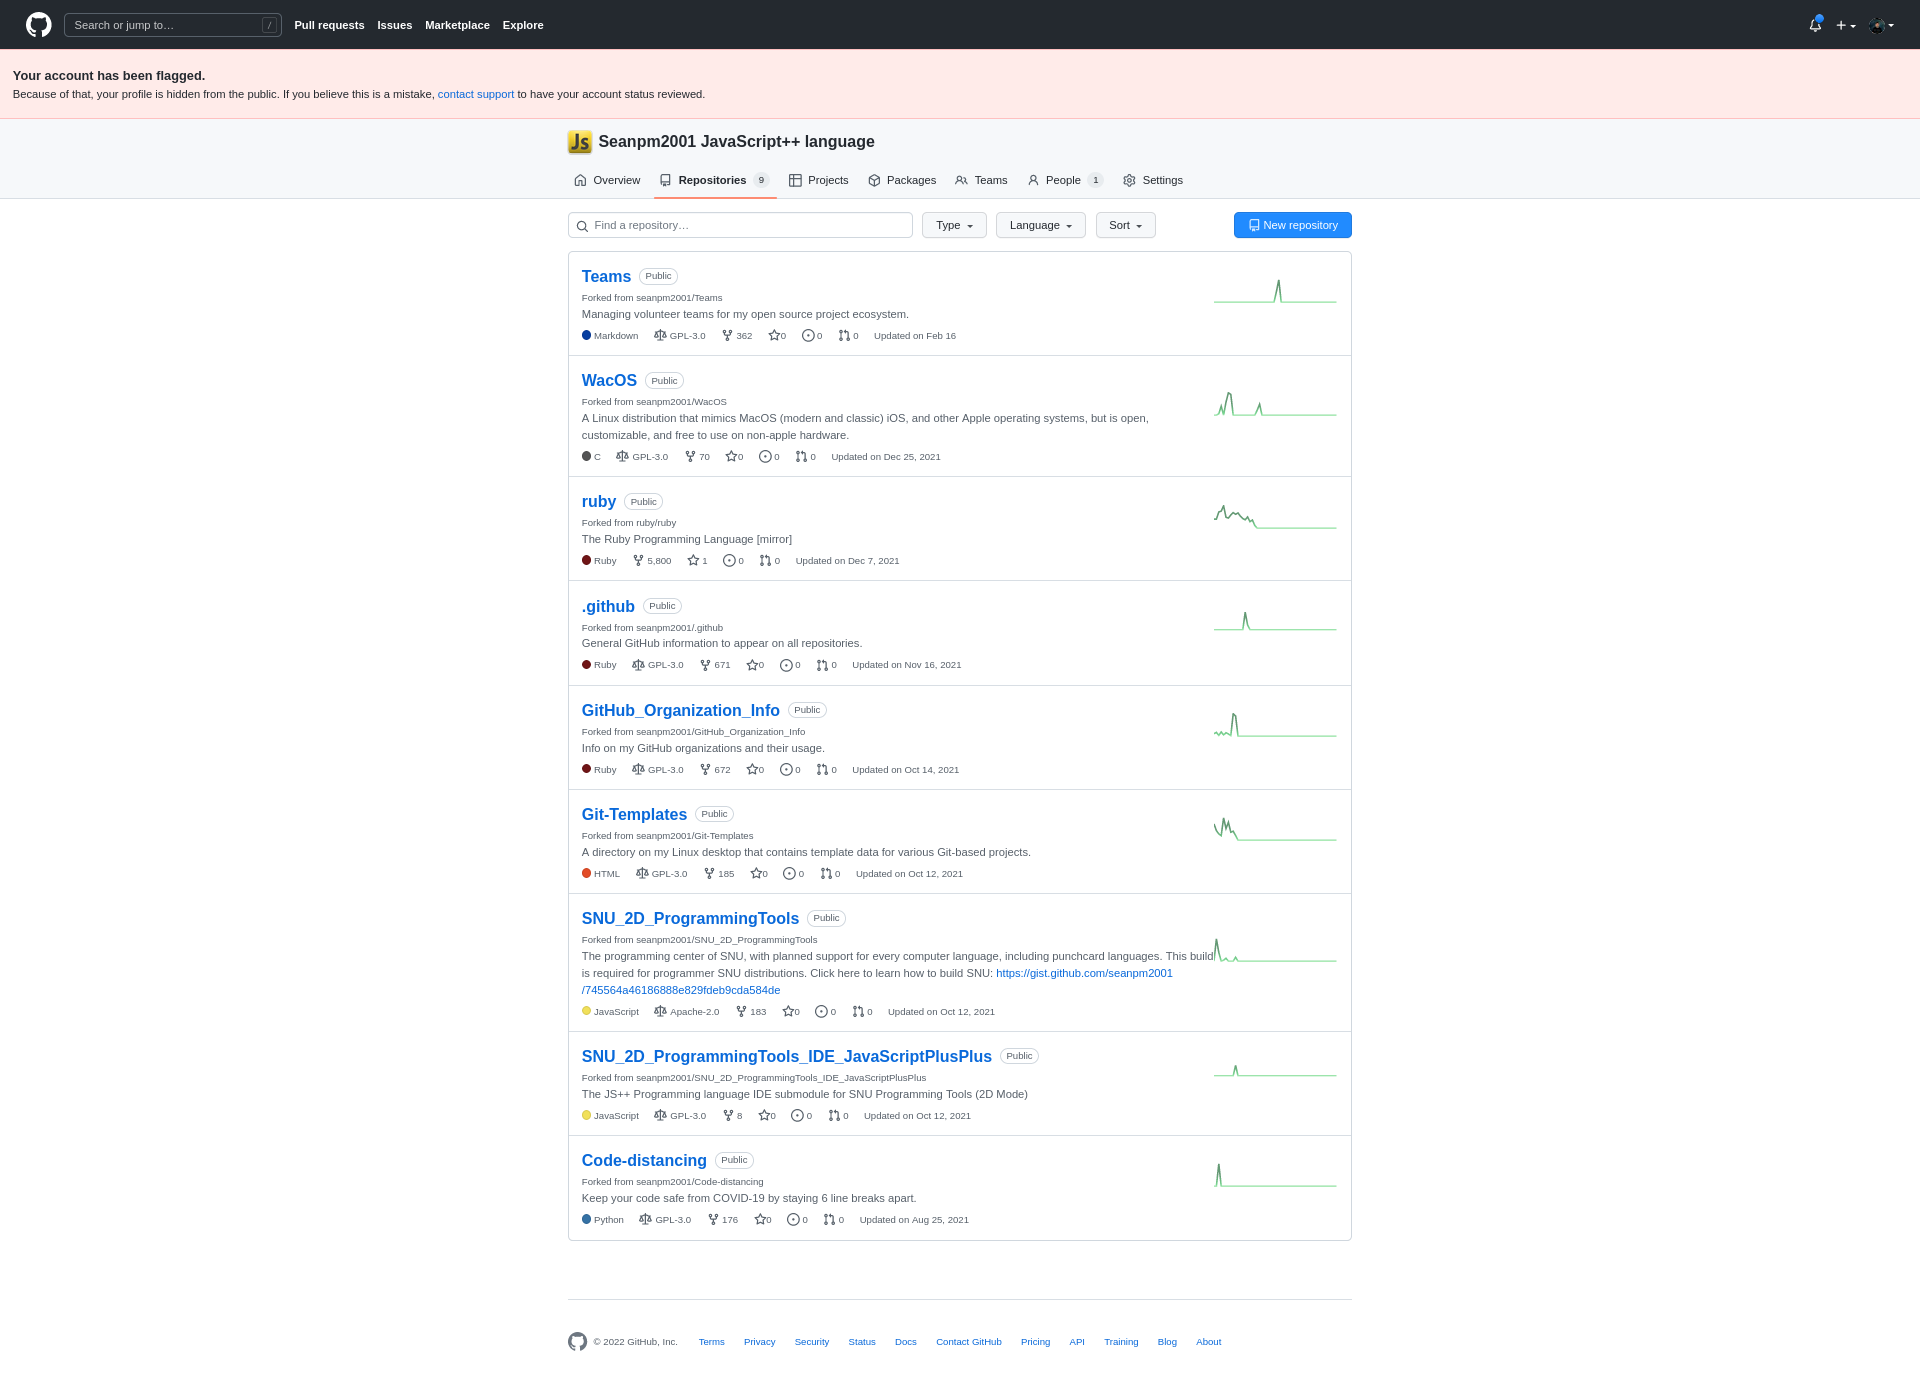 Search or jump to… /
Pull requests Issues Marketplace Explore
Your account has been flagged.
Because of that, your profile is hidden from the public. If you believe this is a mistake, contact support to have your account status reviewed.
Js Seanpm2001 JavaScript++ language
Overview Repositories 9 Projects Packages Teams People 1 Settings
Find a repository… Type Language Sort New repository
Teams Public
Forked from seanpm2001/Teams
Managing volunteer teams for my open source project ecosystem.
Markdown GPL-3.0 362 0 0 0 Updated on Feb 16
WacOS Public
Forked from seanpm2001/WacOS
A Linux distribution that mimics MacOS (modern and classic) iOS, and other Apple operating systems, but is open,
customizable, and free to use on non-apple hardware.
C GPL-3.0 70 0 0 0 Updated on Dec 25, 2021
ruby Public
Forked from ruby/ruby
The Ruby Programming Language [mirror]
Ruby 5,800 1 0 0 Updated on Dec 7, 2021
.github Public
Forked from seanpm2001/.github
General GitHub information to appear on all repositories.
Ruby GPL-3.0 671 0 0 0 Updated on Nov 16, 2021
GitHub_Organization_Info Public
Forked from seanpm2001/GitHub_Organization_Info
Info on my GitHub organizations and their usage.
Ruby GPL-3.0 672 0 0 0 Updated on Oct 14, 2021
Git-Templates Public
Forked from seanpm2001/Git-Templates
A directory on my Linux desktop that contains template data for various Git-based projects.
HTML GPL-3.0 185 0 0 0 Updated on Oct 12, 2021
SNU_2D_ProgrammingTools Public
Forked from seanpm2001/SNU_2D_ProgrammingTools
The programming center of SNU, with planned support for every computer language, including punchcard languages. This build
is required for programmer SNU distributions. Click here to learn how to build SNU: https://gist.github.com/seanpm2001
/745564a46186888e829fdeb9cda584de
JavaScript Apache-2.0 183 0 0 0 Updated on Oct 12, 2021
SNU_2D_ProgrammingTools_IDE_JavaScriptPlusPlus Public
Forked from seanpm2001/SNU_2D_ProgrammingTools_IDE_JavaScriptPlusPlus
The JS++ Programming language IDE submodule for SNU Programming Tools (2D Mode)
JavaScript GPL-3.0 8 0 0 0 Updated on Oct 12, 2021
Code-distancing Public
Forked from seanpm2001/Code-distancing
Keep your code safe from COVID-19 by staying 6 line breaks apart.
Python GPL-3.0 176 0 0 0 Updated on Aug 25, 2021
© 2022 GitHub, Inc. Terms Privacy Security Status Docs Contact GitHub Pricing API Training Blog About